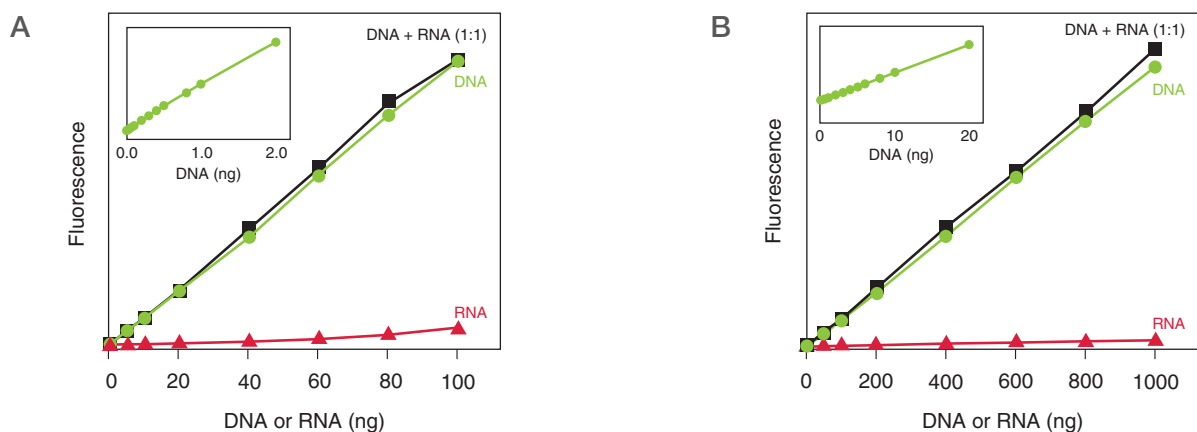 A
DNA + RNA (1:1)
DNA
0.0 1.0 2.0
DNA (ng)
Fluorescence
RNA
0 20 40 60 80 100
DNA or RNA (ng)
B
DNA + RNA (1:1)
DNA
0 10 20
DNA (ng)
Fluorescence
RNA
0 200 400 600 800 1000
DNA or RNA (ng)